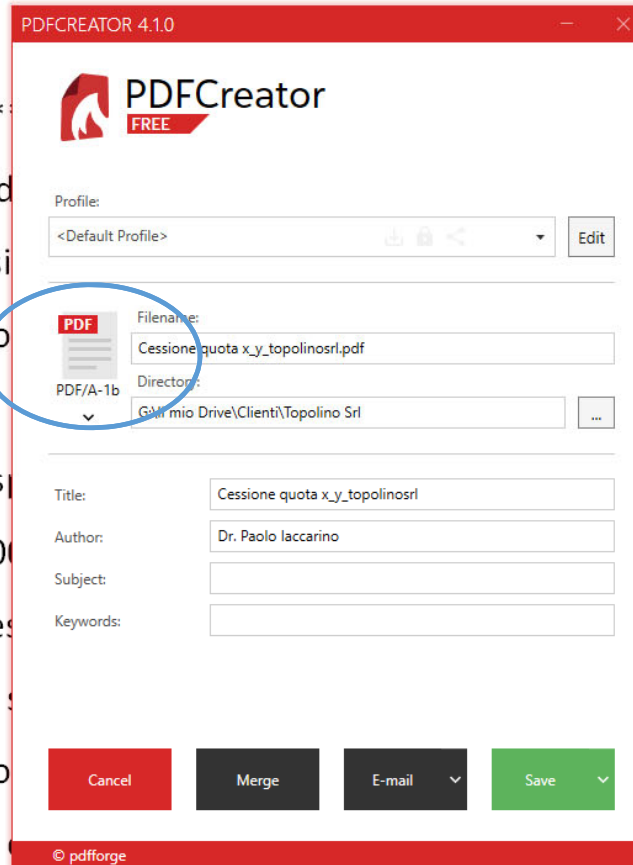 PDFCREATOR 4.1.0
PDFCreator
FREE
Profile:
<Default Profile>
Edit
PDF
PDF/A-1b
Filename:
Cessione quota x_y_topolinosrl.pdf
Directory:
G:\Il mio Drive\Clienti\Topolino Srl
...
Title:
Cessione quota x_y_topolinosrl
Author:
Dr. Paolo Iaccarino
Subject:
Keywords:
Cancel
Merge
E-mail
Save
© pdfforge